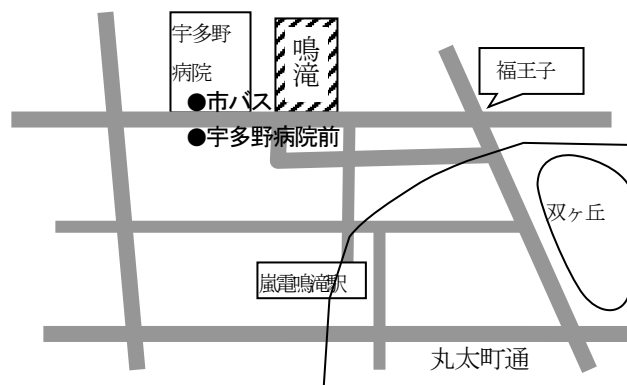 宇多野
病院
鳴滝
福王子
●市バス
●宇多野病院前
双ヶ丘
嵐電鳴滝駅
丸太町通